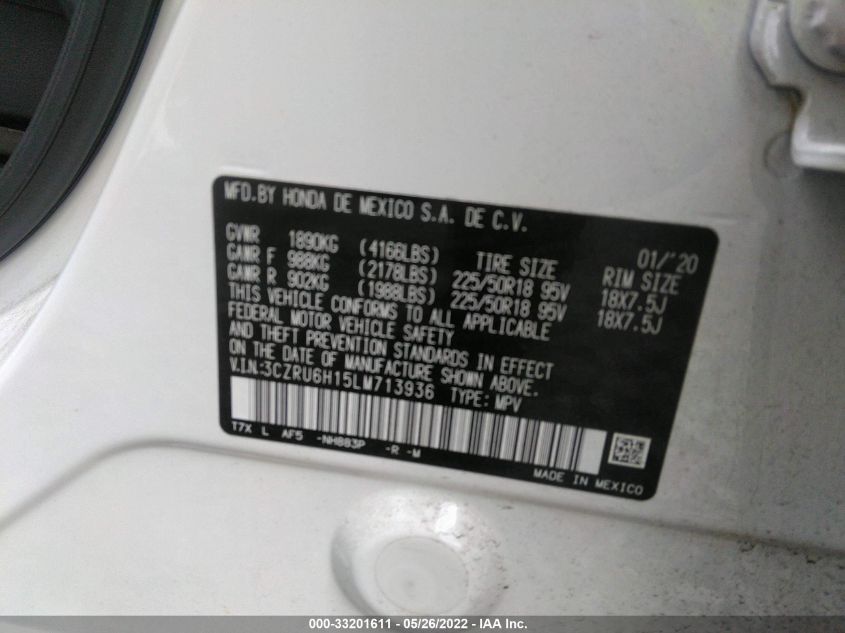 MFD.BY HONDA DE MEXICO S.A. DE C.V.
01/'20
GVWR 1890KG (4166LBS) TIRE SIZE RIM SIZE
GAWR F 988KG (2178LBS) 225/50R18 95V 18X7.5J
GAWR R 902KG (1988LBS) 225/50R18 95V 18X7.5J
THIS VEHICLE CONFORMS TO ALL APPLICABLE
FEDERAL MOTOR VEHICLE SAFETY
AND THEFT PREVENTION STANDARDS IN EFFECT
ON THE DATE OF MANUFACTURE SHOWN ABOVE.
V.I.N.:3CZRU6H15LM713936 TYPE: MPV
T7X L AF5 -NH883P -R -M
MADE IN MEXICO
000-33201611 - 05/26/2022 - IAA Inc.